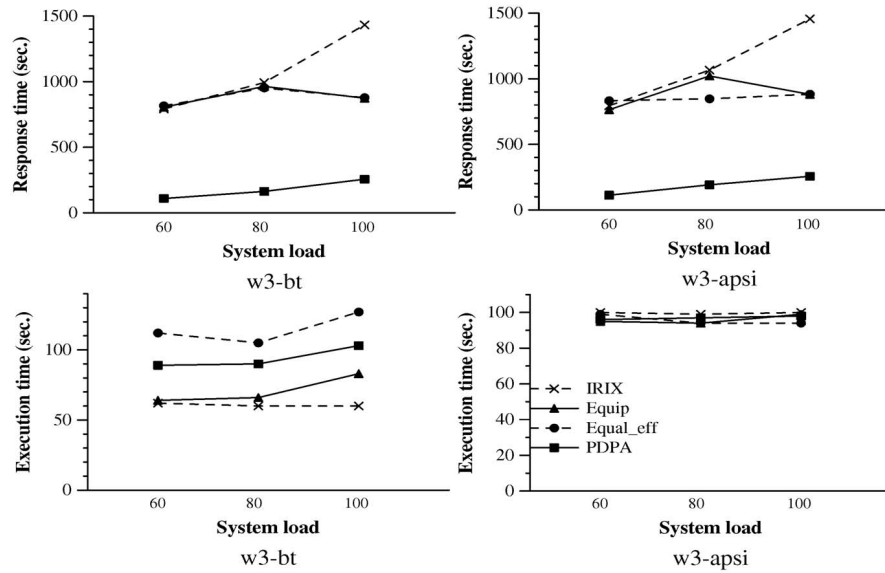 1500
1000
500
0
Response time (sec.)
60 80 100
System load
w3-bt
1500
1000
500
0
Response time (sec.)
60 80 100
System load
w3-apsi
100
50
0
Execution time (sec.)
60 80 100
System load
w3-bt
100
80
60
40
20
0
Execution time (sec.)
IRIX
Equip
Equal_eff
PDPA
60 80 100
System load
w3-apsi